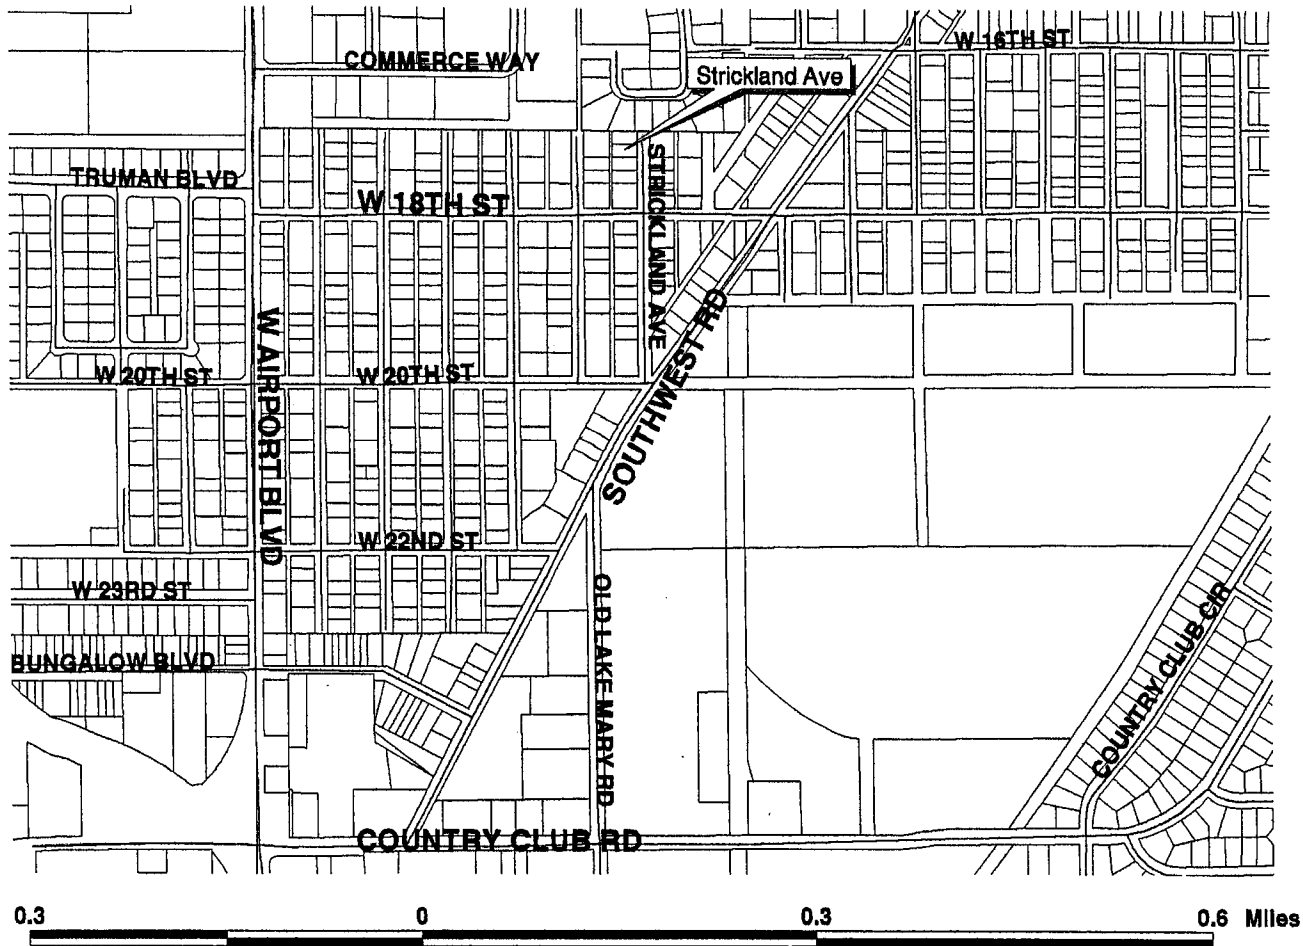 W 16TH ST
COMMERCE WAY
Strickland Ave
STRICKLAND AVE
TRUMAN BLVD
W 18TH ST
W AIRPORT BLVD
SOUTHWEST RD
W 20TH ST
W 20TH ST
W 22ND ST
W 23RD ST
OLD LAKE MARY RD
COUNTRY CLUB CIR
BUNGALOW BLVD
COUNTRY CLUB RD
0.3 0 0.3 0.6 Miles